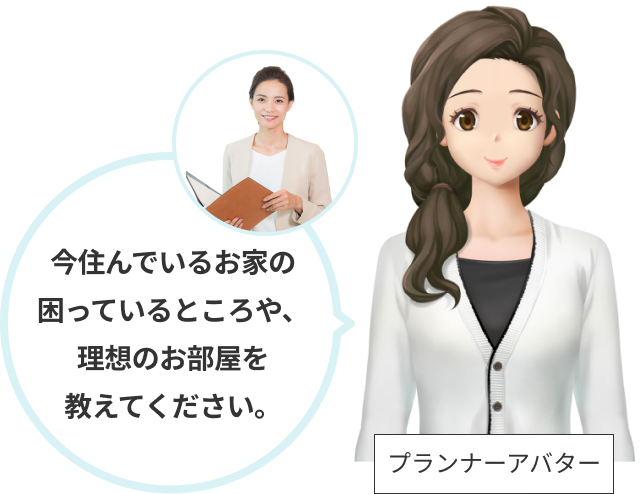 今住んでいるお家の
困っているところや、
理想のお部屋を
教えてください。
プランナーアバター